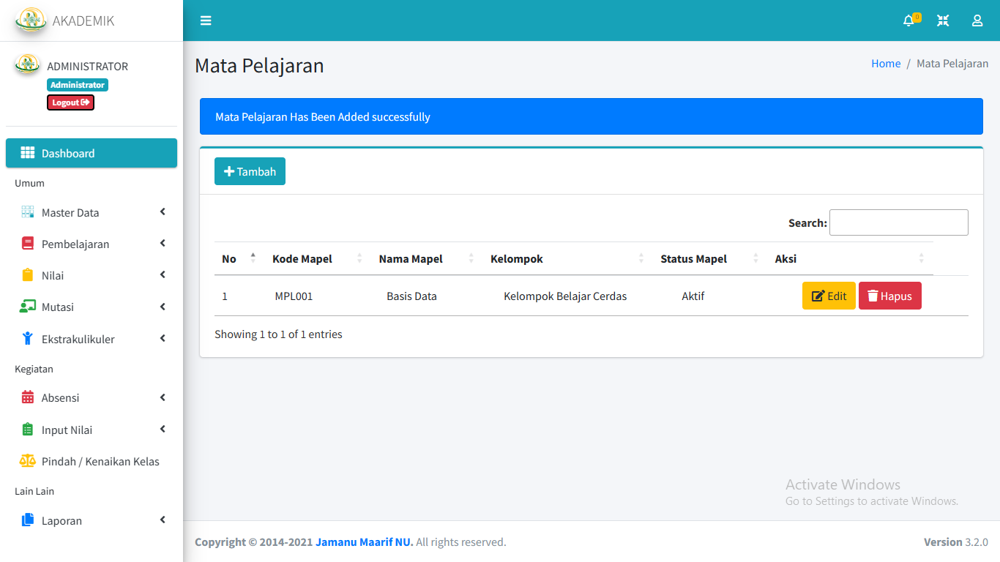 AKADEMIK
0
ADMINISTRATOR
Administrator
Logout
Dashboard
Umum
Master Data
Pembelajaran
Nilai
Mutasi
Ekstrakulikuler
Kegiatan
Absensi
Input Nilai
Pindah / Kenaikan Kelas
Lain Lain
Laporan
Mata Pelajaran
Home / Mata Pelajaran
Mata Pelajaran Has Been Added successfully
Tambah
Search:
No Kode Mapel Nama Mapel Kelompok Status Mapel Aksi
1 MPL001 Basis Data Kelompok Belajar Cerdas Aktif Edit Hapus
Showing 1 to 1 of 1 entries
Activate Windows
Go to Settings to activate Windows.
Copyright © 2014-2021 Jamanu Maarif NU. All rights reserved.
Version 3.2.0